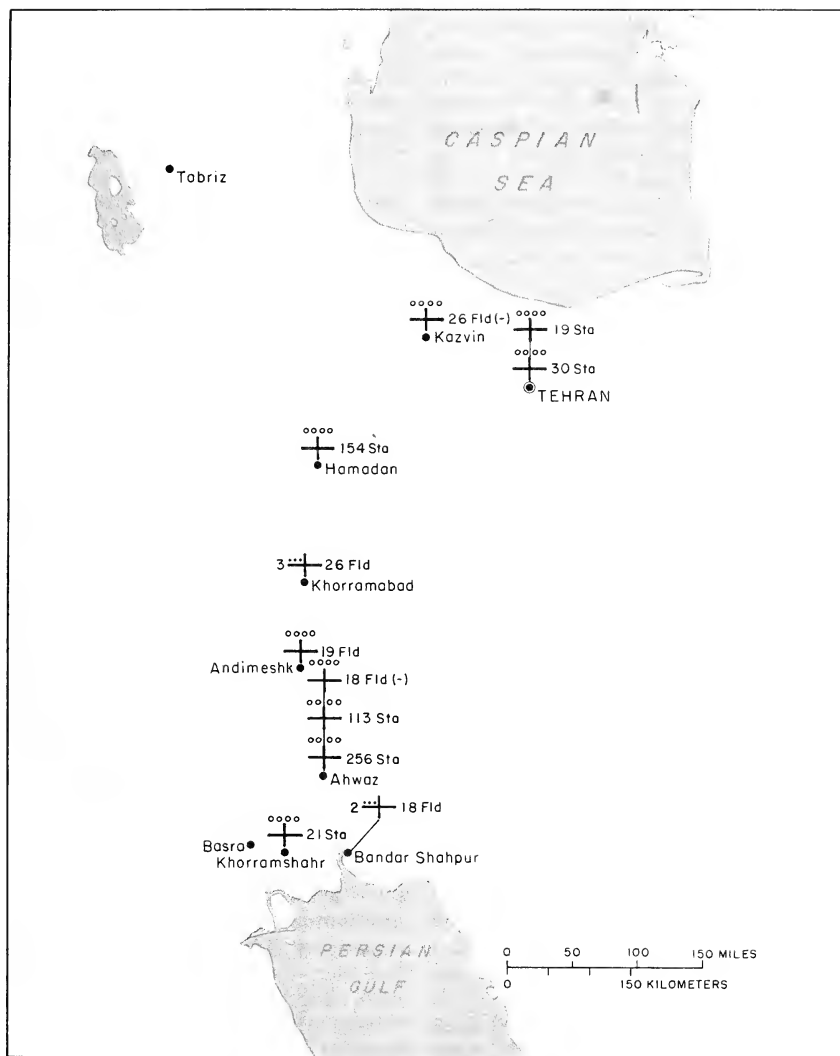 CASPIAN
SEA
Tabriz
26 Fld (-)
Kazvin
19 Sta
30 Sta
TEHRAN
154 Sta
Hamadan
3 26 Fld
Khorramabad
19 Fld
Andimeshk
18 Fld (-)
113 Sta
256 Sta
Ahwaz
2 18 Fld
21 Sta
Basra
Khorramshahr
Bandar Shahpur
PERSIAN
GULF
0 50 100 150 MILES
0 150 KILOMETERS